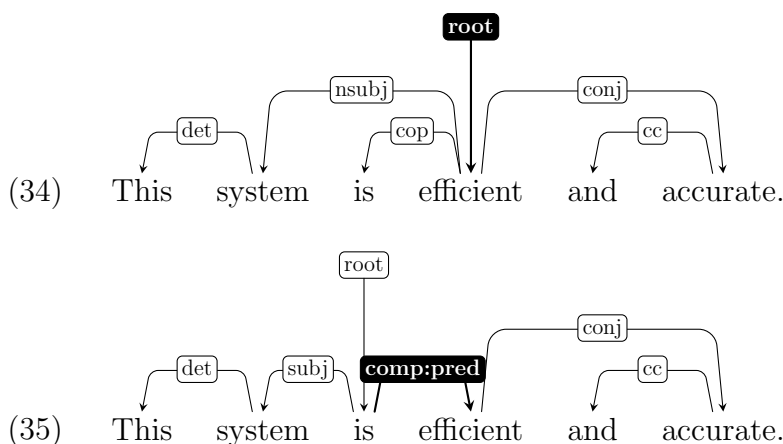 root
nsubj conj
det cop cc
(34) This system is efficient and accurate.
root
conj
det subj comp:pred cc
(35) This system is efficient and accurate.